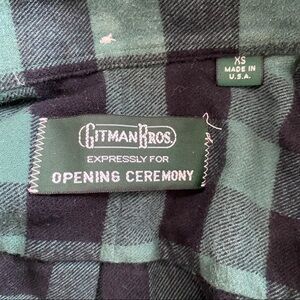 XS
MADE IN
U.S.A.
GITMAN BROS.
EXPRESSLY FOR
OPENING CEREMONY